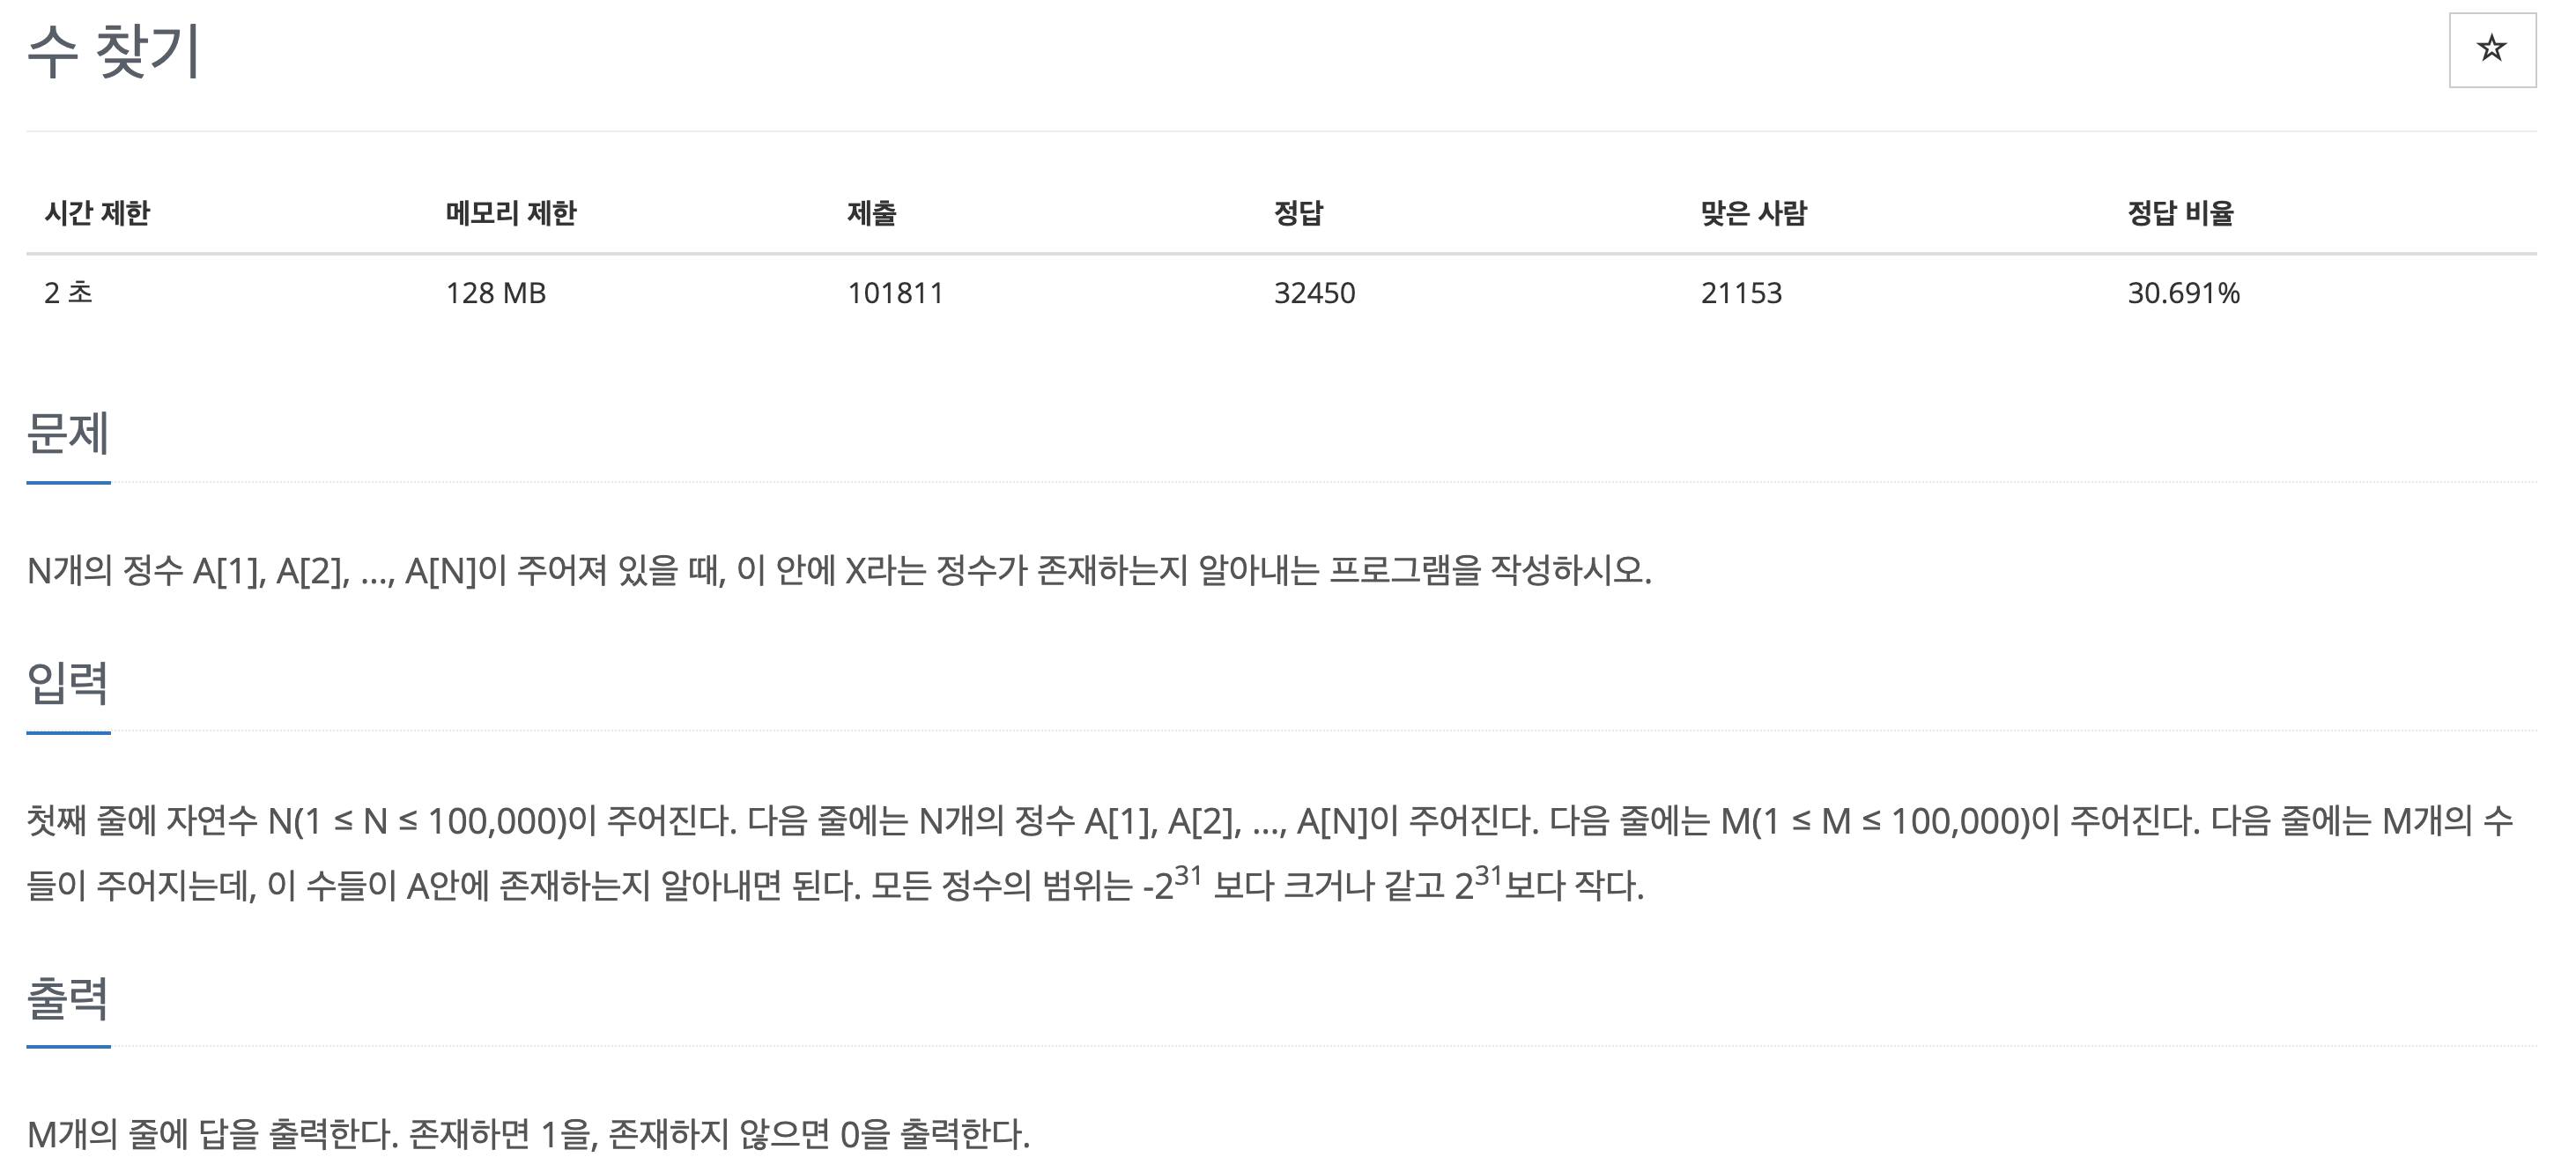 수 찾기
☆
시간 제한 메모리 제한 제출 정답 맞은 사람 정답 비율
2 초 128 MB 101811 32450 21153 30.691%
문제
N개의 정수 A[1], A[2], …, A[N]이 주어져 있을 때, 이 안에 X라는 정수가 존재하는지 알아내는 프로그램을 작성하시오.
입력
첫째 줄에 자연수 N(1 ≤ N ≤ 100,000)이 주어진다. 다음 줄에는 N개의 정수 A[1], A[2], …, A[N]이 주어진다. 다음 줄에는 M(1 ≤ M ≤ 100,000)이 주어진다. 다음 줄에는 M개의 수
들이 주어지는데, 이 수들이 A안에 존재하는지 알아내면 된다. 모든 정수의 범위는 -2³¹ 보다 크거나 같고 2³¹보다 작다.
출력
M개의 줄에 답을 출력한다. 존재하면 1을, 존재하지 않으면 0을 출력한다.